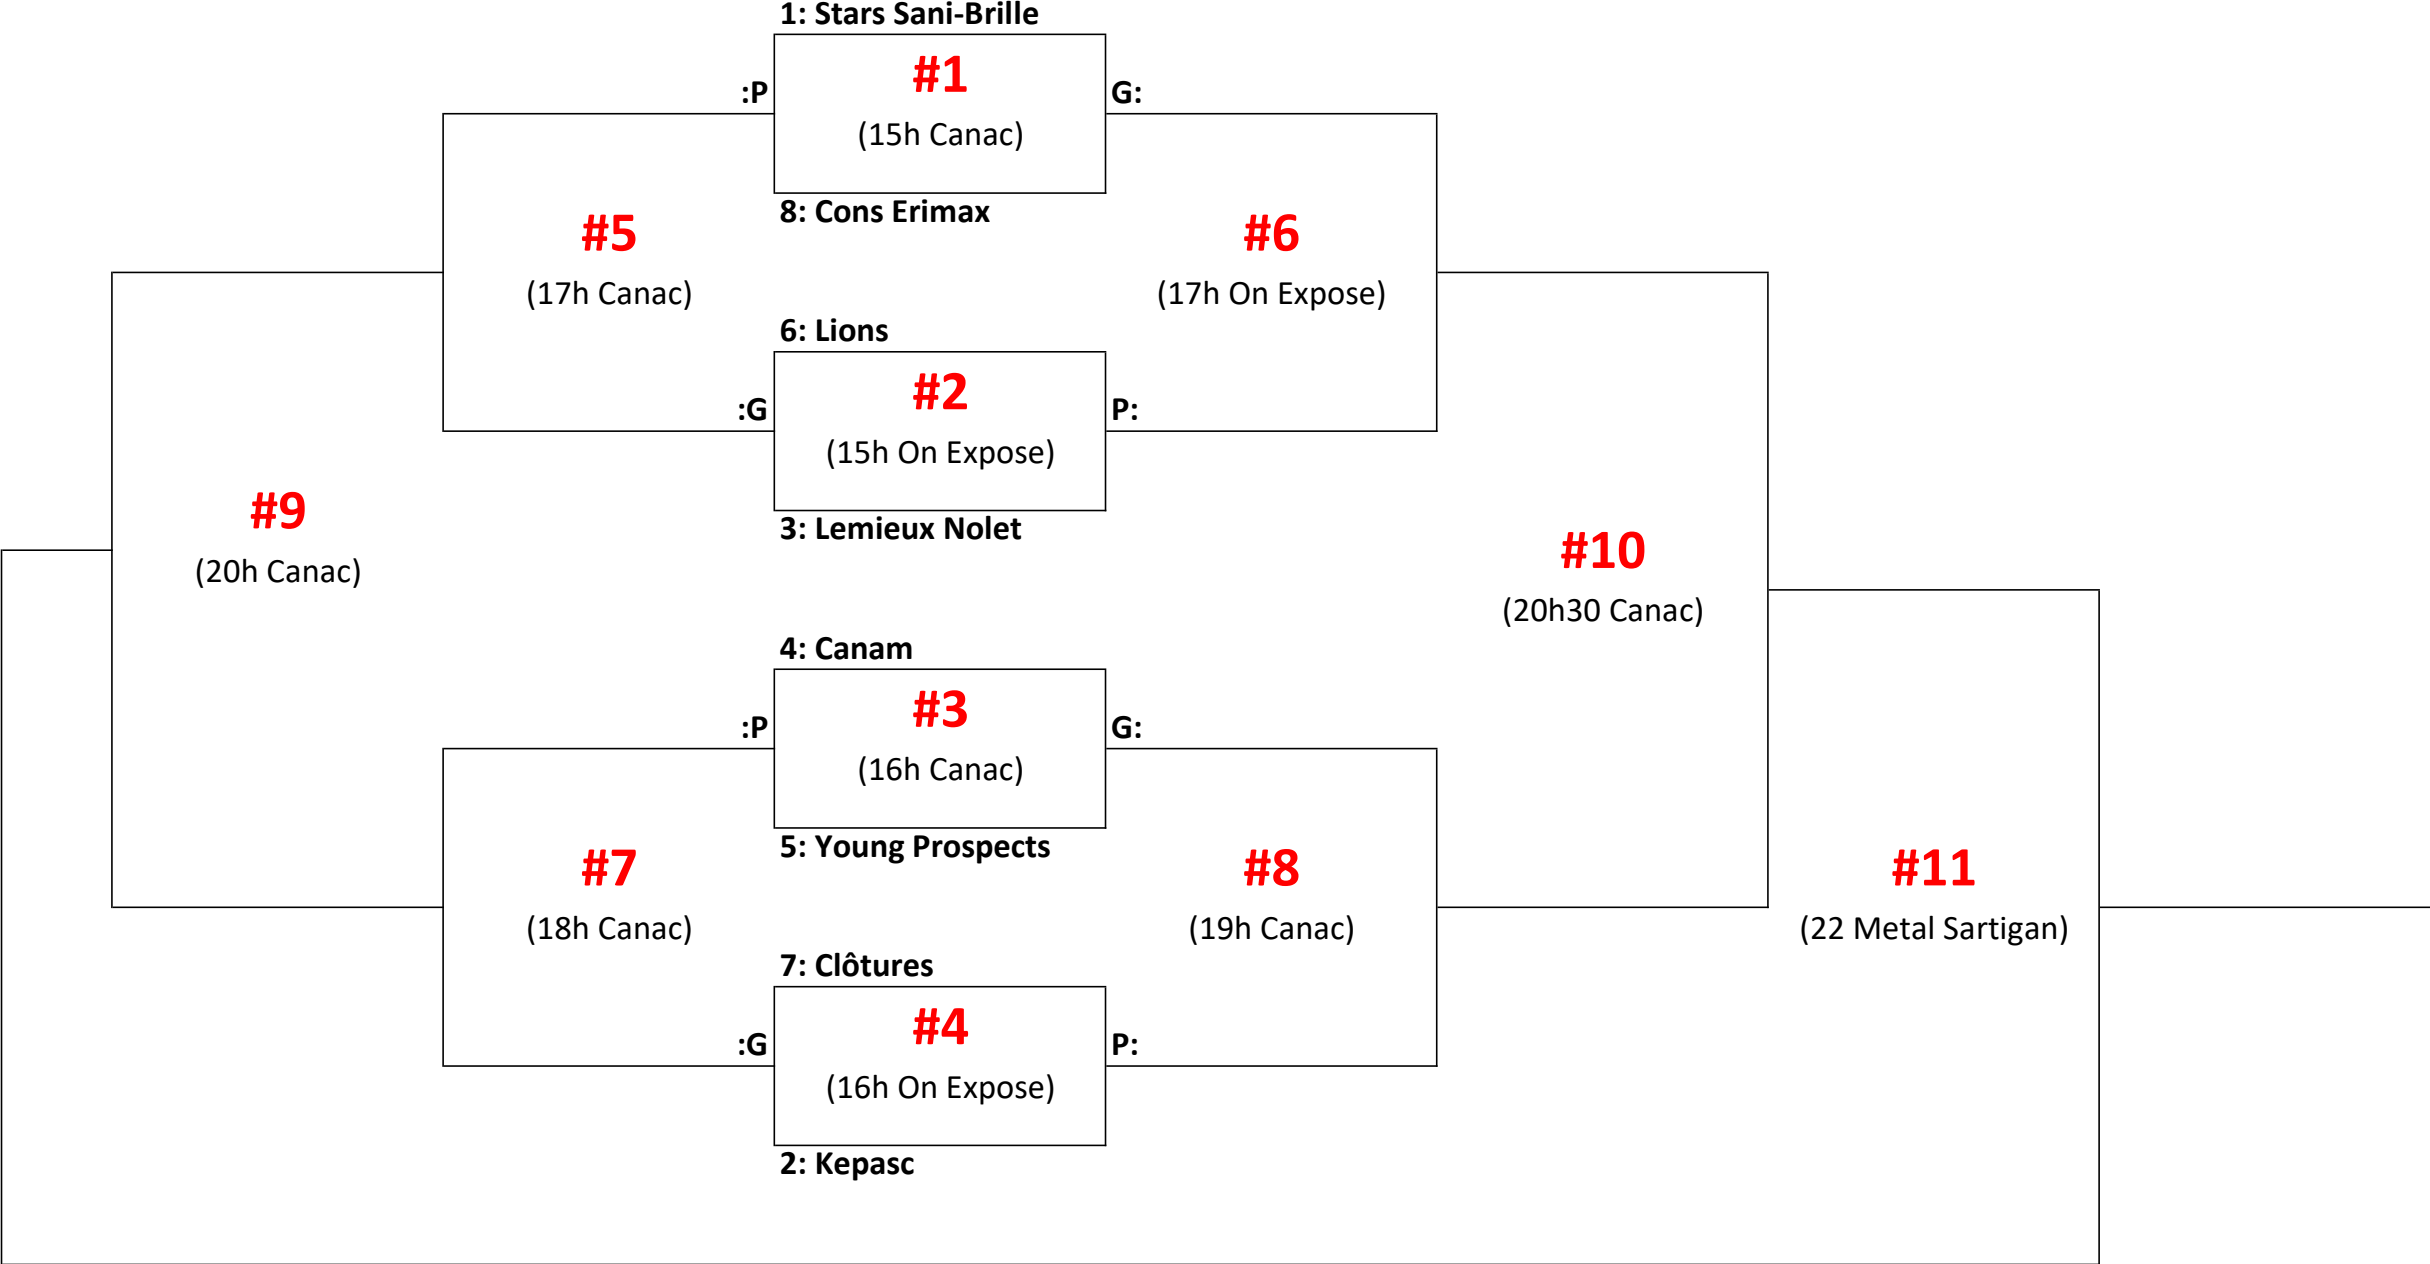 1: Stars Sani-Brille
#1
:P
G:
(15h Canac)
8: Cons Erimax
#5
#6
(17h Canac)
(17h On Expose)
6: Lions
#2
:G
P:
(15h On Expose)
3: Lemieux Nolet
#9
(20h Canac)
#10
(20h30 Canac)
4: Canam
#3
:P
G:
(16h Canac)
5: Young Prospects
#7
#8
#11
(18h Canac)
(19h Canac)
(22 Metal Sartigan)
7: Clôtures
#4
:G
P:
(16h On Expose)
2: Kepasc